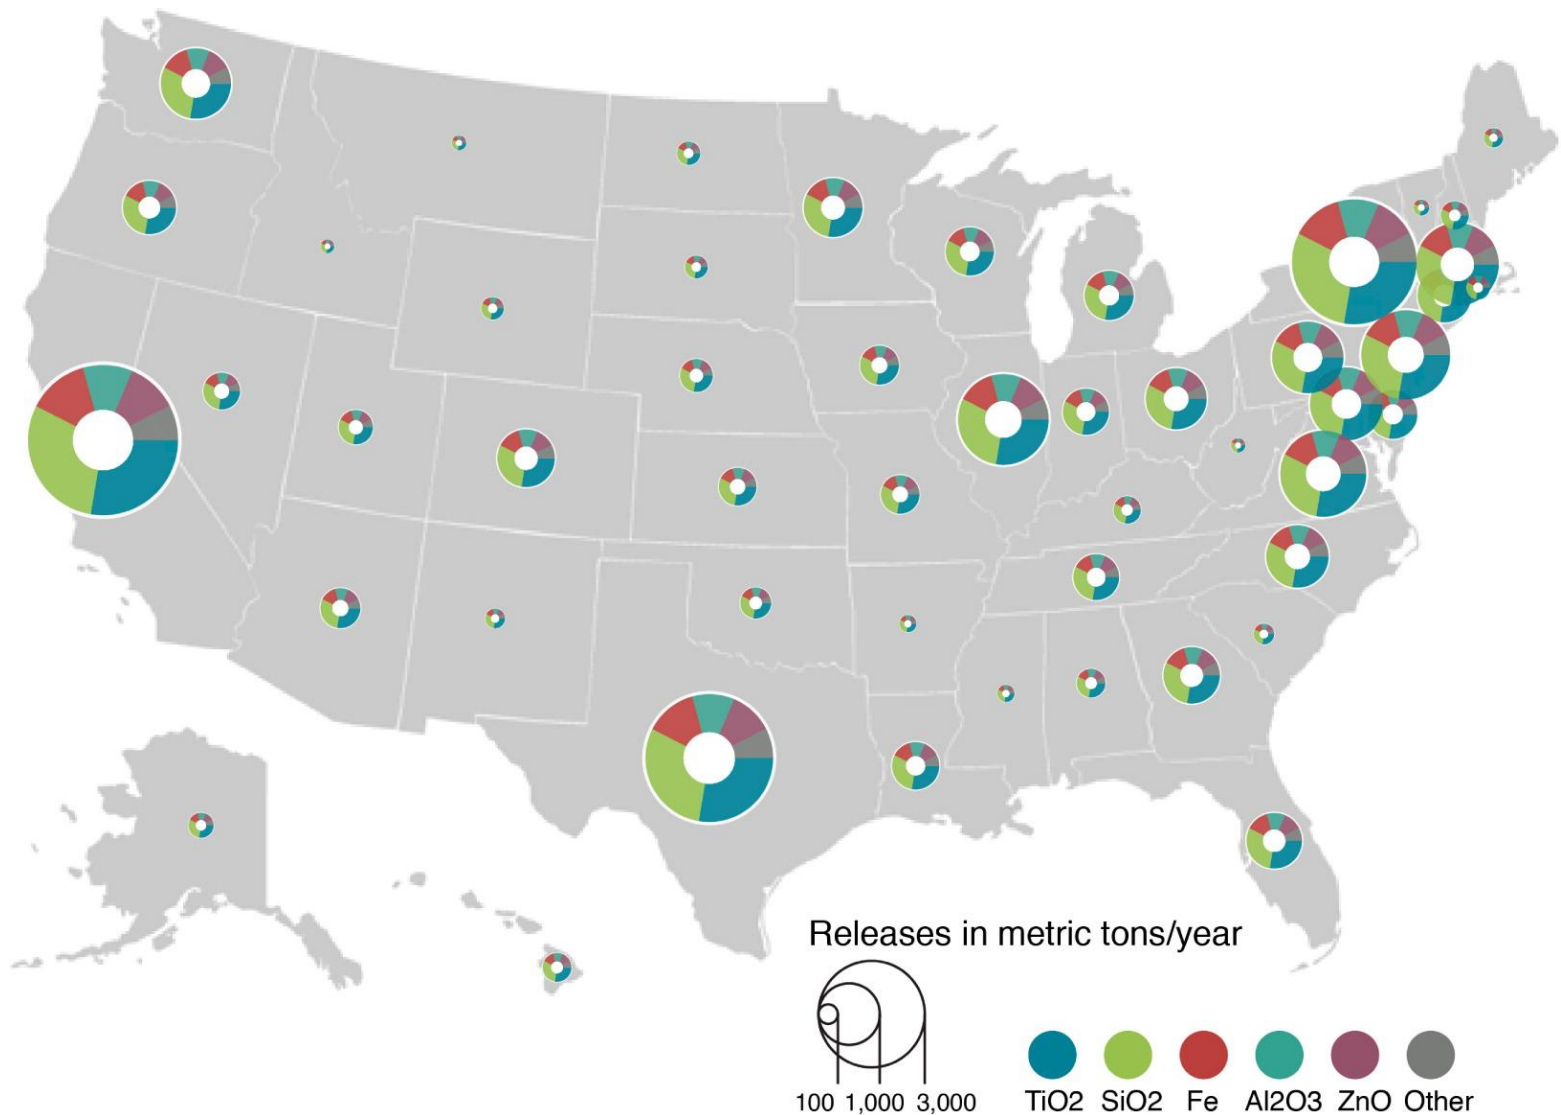 Releases in metric tons/year
100 1,000 3,000
TiO2 SiO2 Fe Al2O3 ZnO Other